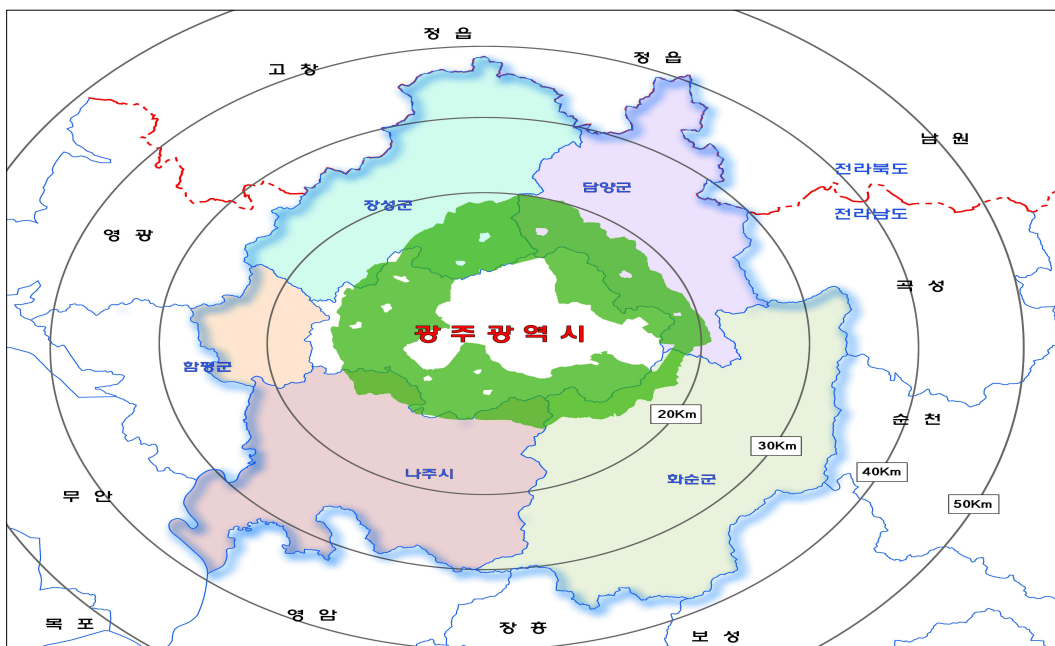 정 읍
정 읍
고 창
남 원
전라북도
담양군
장성군
전라남도
영 광
곡 성
광 주 광 역 시
함평군
20Km
순 천
30Km
40Km
나주시
화순군
무 안
50Km
영 암
목 포
장 흥
보 성